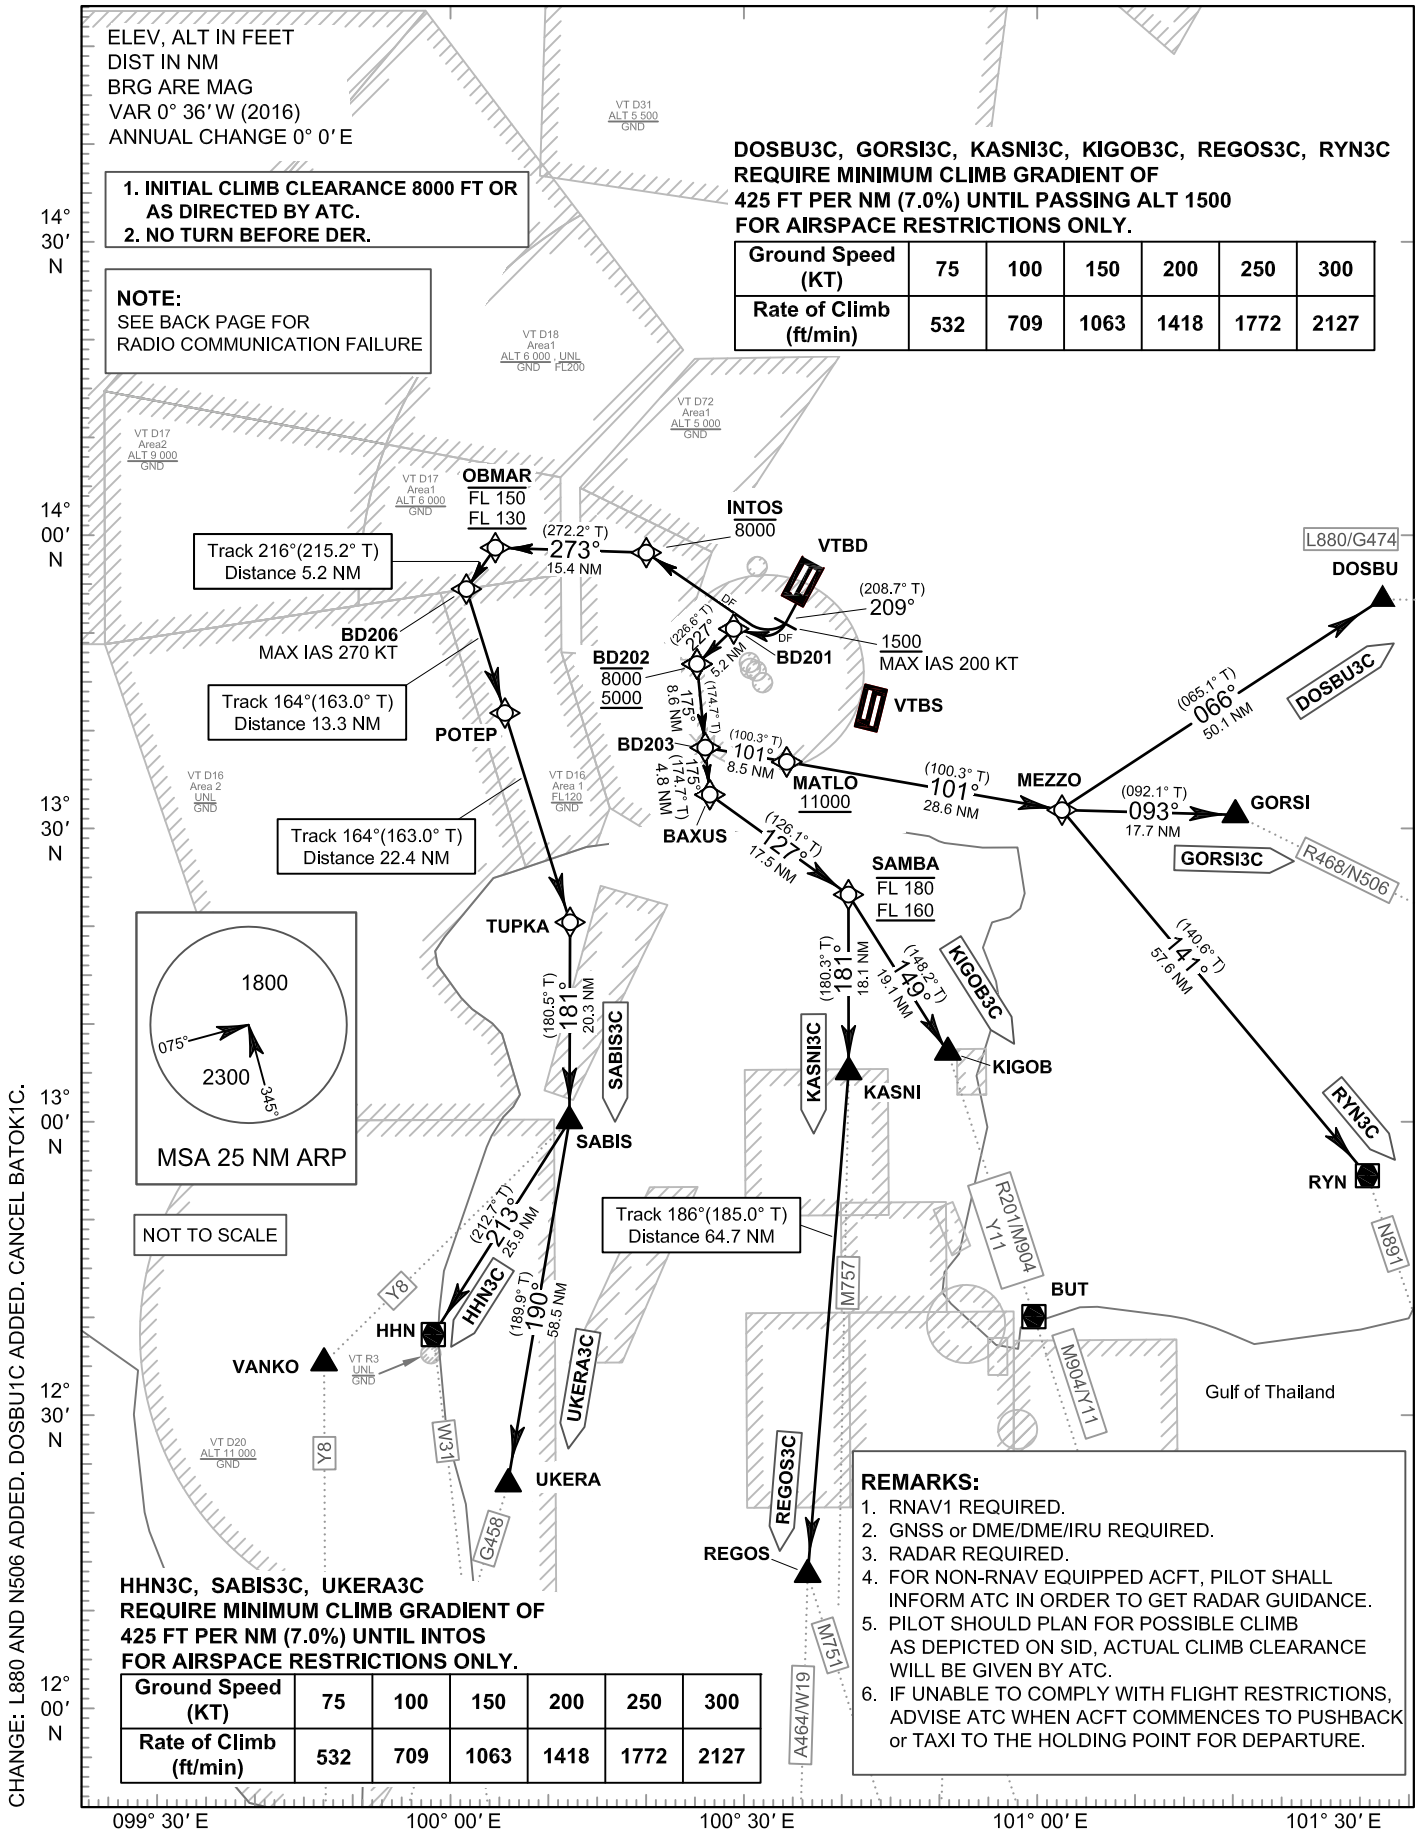 ELEV, ALT IN FEET
DIST IN NM
BRG ARE MAG
VAR 0° 36′ W (2016)
ANNUAL CHANGE 0° 0′ E
1. INITIAL CLIMB CLEARANCE 8000 FT OR
AS DIRECTED BY ATC.
2. NO TURN BEFORE DER.
NOTE:
SEE BACK PAGE FOR
RADIO COMMUNICATION FAILURE
VT D31
ALT 5 500
GND
DOSBU3C, GORSI3C, KASNI3C, KIGOB3C, REGOS3C, RYN3C
REQUIRE MINIMUM CLIMB GRADIENT OF
425 FT PER NM (7.0%) UNTIL PASSING ALT 1500
FOR AIRSPACE RESTRICTIONS ONLY.
Ground Speed (KT) 75 100 150 200 250 300
Rate of Climb (ft/min) 532 709 1063 1418 1772 2127
14°
30′
N
VT D18
Area1
ALT 6 000 , UNL
GND FL200
VT D72
Area1
ALT 5 000
GND
VT D17
Area2
ALT 9 000
GND
VT D17
Area1
ALT 6 000
GND
14°
00′
N
OBMAR
FL 150
FL 130
INTOS
8000
(272.2° T)
273°
15.4 NM
VTBD
Track 216°(215.2° T)
Distance 5.2 NM
(208.7° T)
209°
DF
DF
1500
MAX IAS 200 KT
L880/G474
DOSBU
BD206
MAX IAS 270 KT
(226.6° T)
227°
5.2 NM
BD201
BD202
8000
5000
VTBS
Track 164°(163.0° T)
Distance 13.3 NM
POTEP
(174.7° T)
175°
8.6 NM
(065.1° T)
066°
50.1 NM
DOSBU3C
BD203
(100.3° T)
101°
8.5 NM
MATLO
11000
(100.3° T)
101°
28.6 NM
MEZZO
(092.1° T)
093°
17.7 NM
GORSI
GORSI3C
R468/N506
VT D16
Area 2
UNL
GND
VT D16
Area 1
FL120
GND
13°
30′
N
175°
(174.7° T)
4.8 NM
BAXUS
Track 164°(163.0° T)
Distance 22.4 NM
(126.1° T)
127°
17.5 NM
SAMBA
FL 180
FL 160
TUPKA
1800
075°
2300
345°
MSA 25 NM ARP
(180.5° T)
181°
20.3 NM
SABIS3C
(180.3° T)
181°
18.1 NM
KASNI3C
(148.2° T)
149°
19.1 NM
KIGOB3C
(140.6° T)
141°
57.6 NM
RYN3C
KIGOB
KASNI
RYN
N891
13°
00′
N
SABIS
NOT TO SCALE
(212.7° T)
213°
25.9 NM
HHN3C
Y8
Track 186°(185.0° T)
Distance 64.7 NM
M757
R201/M904
Y11
BUT
M904/Y11
HHN
VANKO
VT R3
UNL
GND
(189.9° T)
190°
58.5 NM
UKERA3C
Gulf of Thailand
12°
30′
N
VT D20
ALT 11 000
GND
Y8
W31
UKERA
G458
REGOS3C
REGOS
M751
A464/W19
REMARKS:
1. RNAV1 REQUIRED.
2. GNSS or DME/DME/IRU REQUIRED.
3. RADAR REQUIRED.
4. FOR NON-RNAV EQUIPPED ACFT, PILOT SHALL
INFORM ATC IN ORDER TO GET RADAR GUIDANCE.
5. PILOT SHOULD PLAN FOR POSSIBLE CLIMB
AS DEPICTED ON SID, ACTUAL CLIMB CLEARANCE
WILL BE GIVEN BY ATC.
6. IF UNABLE TO COMPLY WITH FLIGHT RESTRICTIONS,
ADVISE ATC WHEN ACFT COMMENCES TO PUSHBACK
or TAXI TO THE HOLDING POINT FOR DEPARTURE.
HHN3C, SABIS3C, UKERA3C
REQUIRE MINIMUM CLIMB GRADIENT OF
425 FT PER NM (7.0%) UNTIL INTOS
FOR AIRSPACE RESTRICTIONS ONLY.
Ground Speed (KT) 75 100 150 200 250 300
Rate of Climb (ft/min) 532 709 1063 1418 1772 2127
12°
00′
N
099° 30′ E
100° 00′ E
100° 30′ E
101° 00′ E
101° 30′ E
CHANGE: L880 AND N506 ADDED. DOSBU1C ADDED. CANCEL BATOK1C.